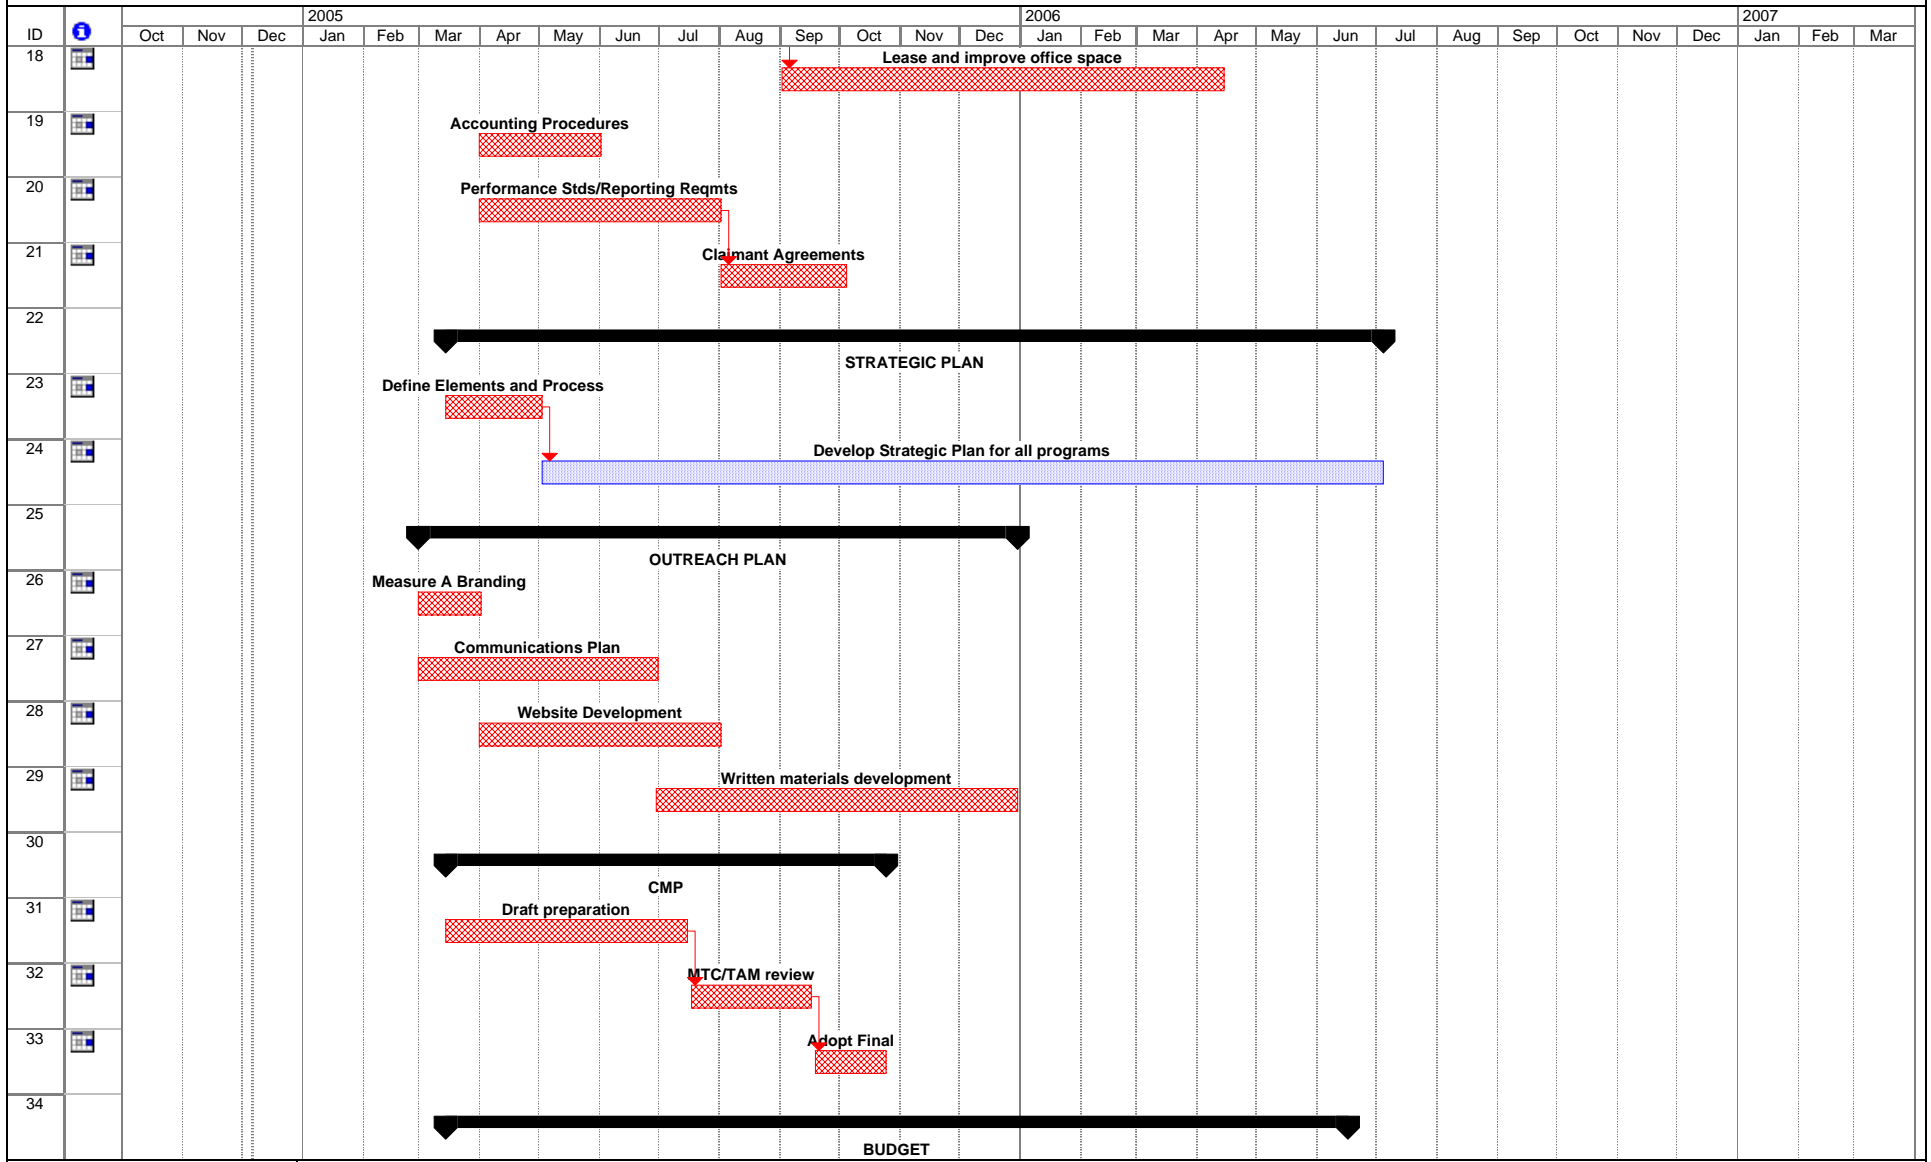 2005 2006 2007
ID Oct Nov Dec Jan Feb Mar Apr May Jun Jul Aug Sep Oct Nov Dec Jan Feb Mar Apr May Jun Jul Aug Sep Oct Nov Dec Jan Feb Mar
18 Lease and improve office space
19 Accounting Procedures
20 Performance Stds/Reporting Reqmts
21 Claimant Agreements
22
STRATEGIC PLAN
23 Define Elements and Process
24 Develop Strategic Plan for all programs
25
OUTREACH PLAN
26 Measure A Branding
27 Communications Plan
28 Website Development
29 Written materials development
30
CMP
31 Draft preparation
32 MTC/TAM review
33 Adopt Final
34
BUDGET